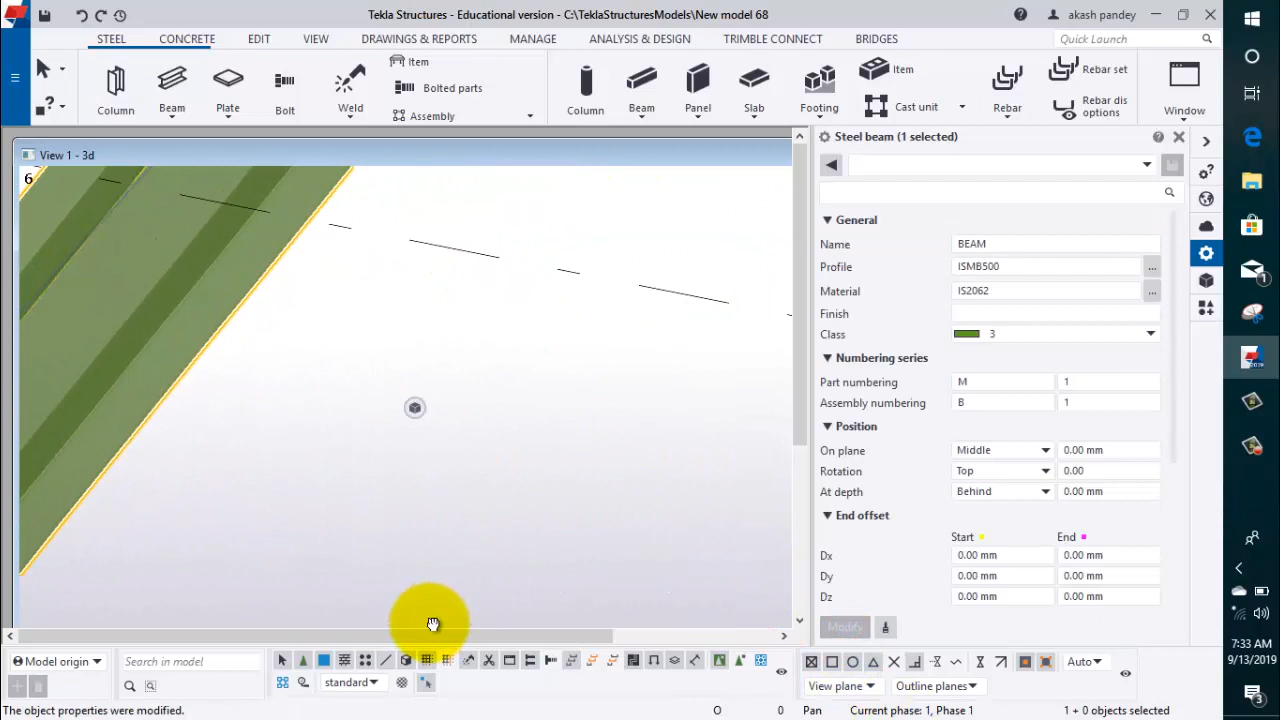 Tekla Structures - Educational version - C:\TeklaStructuresModels\New model 68
akash pandey
STEEL CONCRETE EDIT VIEW DRAWINGS & REPORTS MANAGE ANALYSIS & DESIGN TRIMBLE CONNECT BRIDGES
Quick Launch
Item
Bolted parts
Assembly
Column Beam Plate Bolt Weld
Column Beam Panel Slab Footing
Item
Cast unit
Rebar
Rebar set
Rebar dis
options
Window
View 1 - 3d
6
Steel beam (1 selected)
General
Name BEAM
Profile ISMB500 ...
Material IS2062 ...
Finish
Class 3
Numbering series
Part numbering M 1
Assembly numbering B 1
Position
On plane Middle 0.00 mm
Rotation Top 0.00
At depth Behind 0.00 mm
End offset
Start End
Dx 0.00 mm 0.00 mm
Dy 0.00 mm 0.00 mm
Dz 0.00 mm 0.00 mm
Modify
Model origin
Search in model
standard
Auto
View plane
Outline planes
The object properties were modified.
O 0 Pan Current phase: 1, Phase 1 1 + 0 objects selected
1
2019
7:33 AM
9/13/2019
3